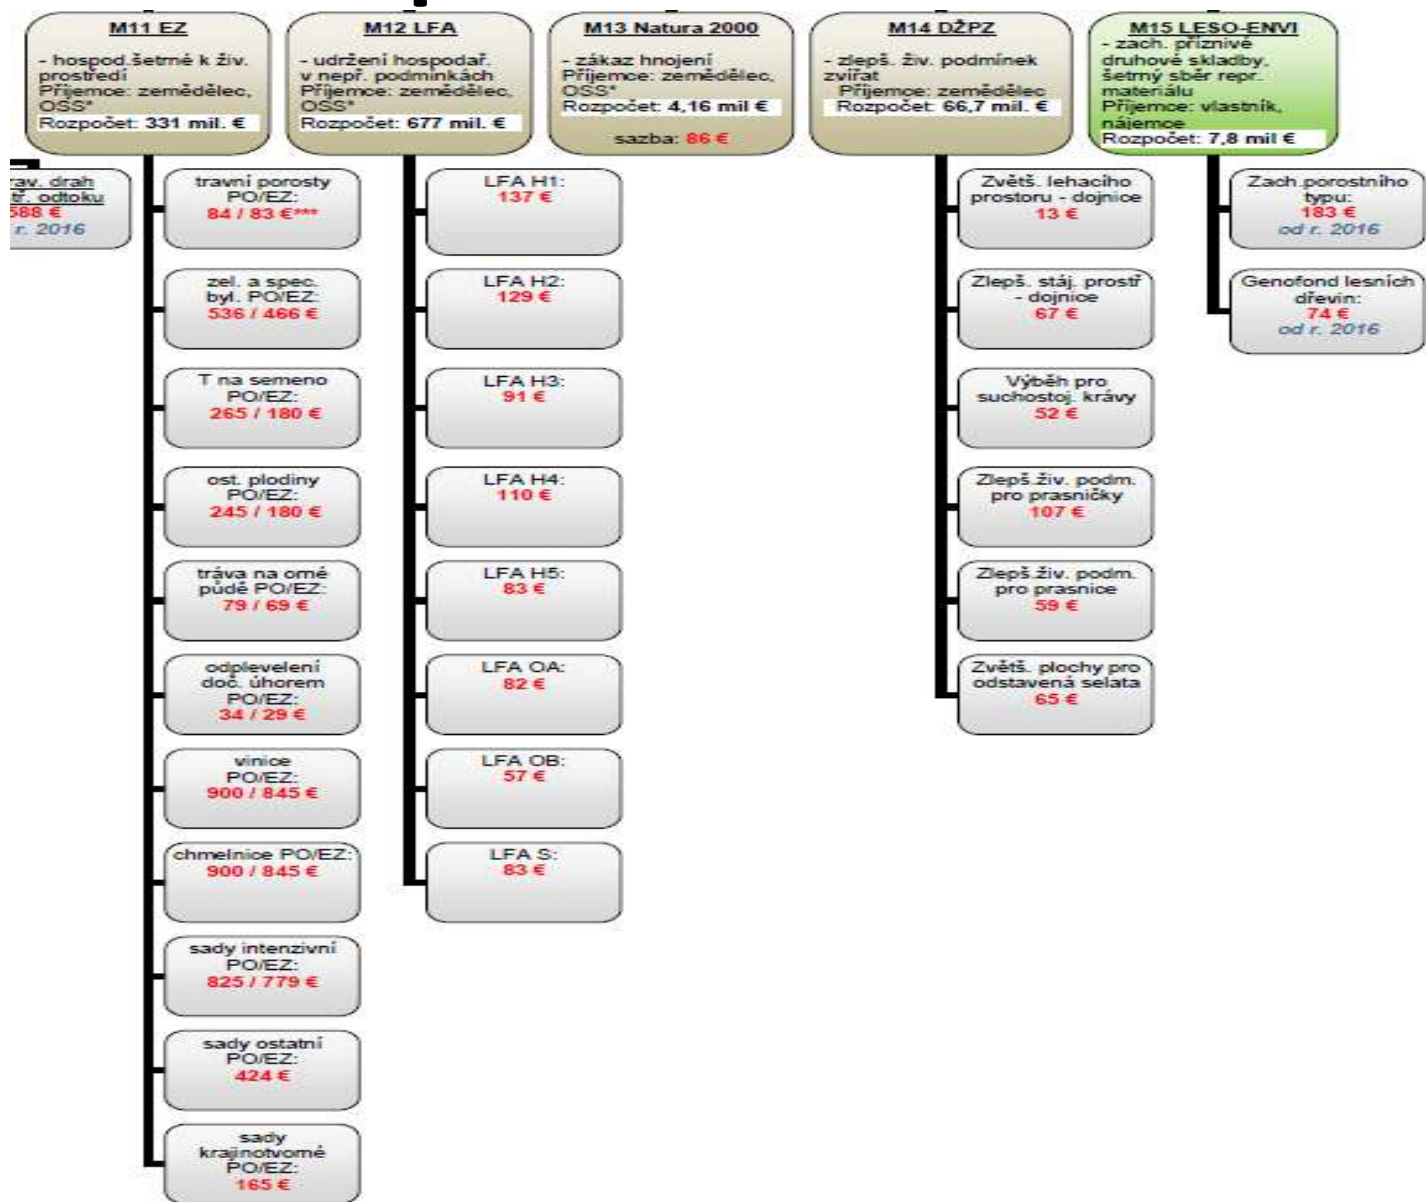 M11 EZ
- hospod.šetrné k živ.
prostředí
Příjemce: zemědělec,
OSS*
Rozpočet: 331 mil. €
M12 LFA
- udržení hospodař.
v nepř. podmínkách
Příjemce: zemědělec,
OSS*
Rozpočet: 677 mil. €
M13 Natura 2000
- zákaz hnojení
Příjemce: zemědělec,
OSS*
Rozpočet: 4,16 mil €
sazba: 86 €
M14 DŽPZ
- zlepš. živ. podmínek
zvířat
Příjemce: zemědělec
Rozpočet: 66,7 mil. €
M15 LESO-ENVI
- zach. příznivé
druhové skladby,
šetrný sběr repr.
materiálu
Příjemce: vlastník,
nájemce
Rozpočet: 7,8 mil €
drah
odtoku
588 €
r. 2016
travní porosty
PO/EZ:
84 / 83 €***
zel. a spec.
byl. PO/EZ:
536 / 466 €
T na semeno
PO/EZ:
265 / 180 €
ost. plodiny
PO/EZ:
245 / 180 €
tráva na orné
půdě PO/EZ:
79 / 69 €
odplevelení
doč. úhorem
PO/EZ:
34 / 29 €
vinice
PO/EZ:
900 / 845 €
chmelnice PO/EZ:
900 / 845 €
sady intenzivní
PO/EZ:
825 / 779 €
sady ostatní
PO/EZ:
424 €
sady
krajinotvorné
PO/EZ:
165 €
LFA H1:
137 €
LFA H2:
129 €
LFA H3:
91 €
LFA H4:
110 €
LFA H5:
83 €
LFA OA:
82 €
LFA OB:
57 €
LFA S:
83 €
Zvětš. lehacího
prostoru - dojnice
13 €
Zlepš. stáj. prostř
- dojnice
67 €
Výběh pro
suchostoj. krávy
52 €
Zlepš.živ. podm.
pro prasničky
107 €
Zlepš.živ. podm.
pro prasnice
59 €
Zvětš. plochy pro
odstavená selata
65 €
Zach.porostního
typu:
183 €
od r. 2016
Genofond lesních
dřevin:
74 €
od r. 2016